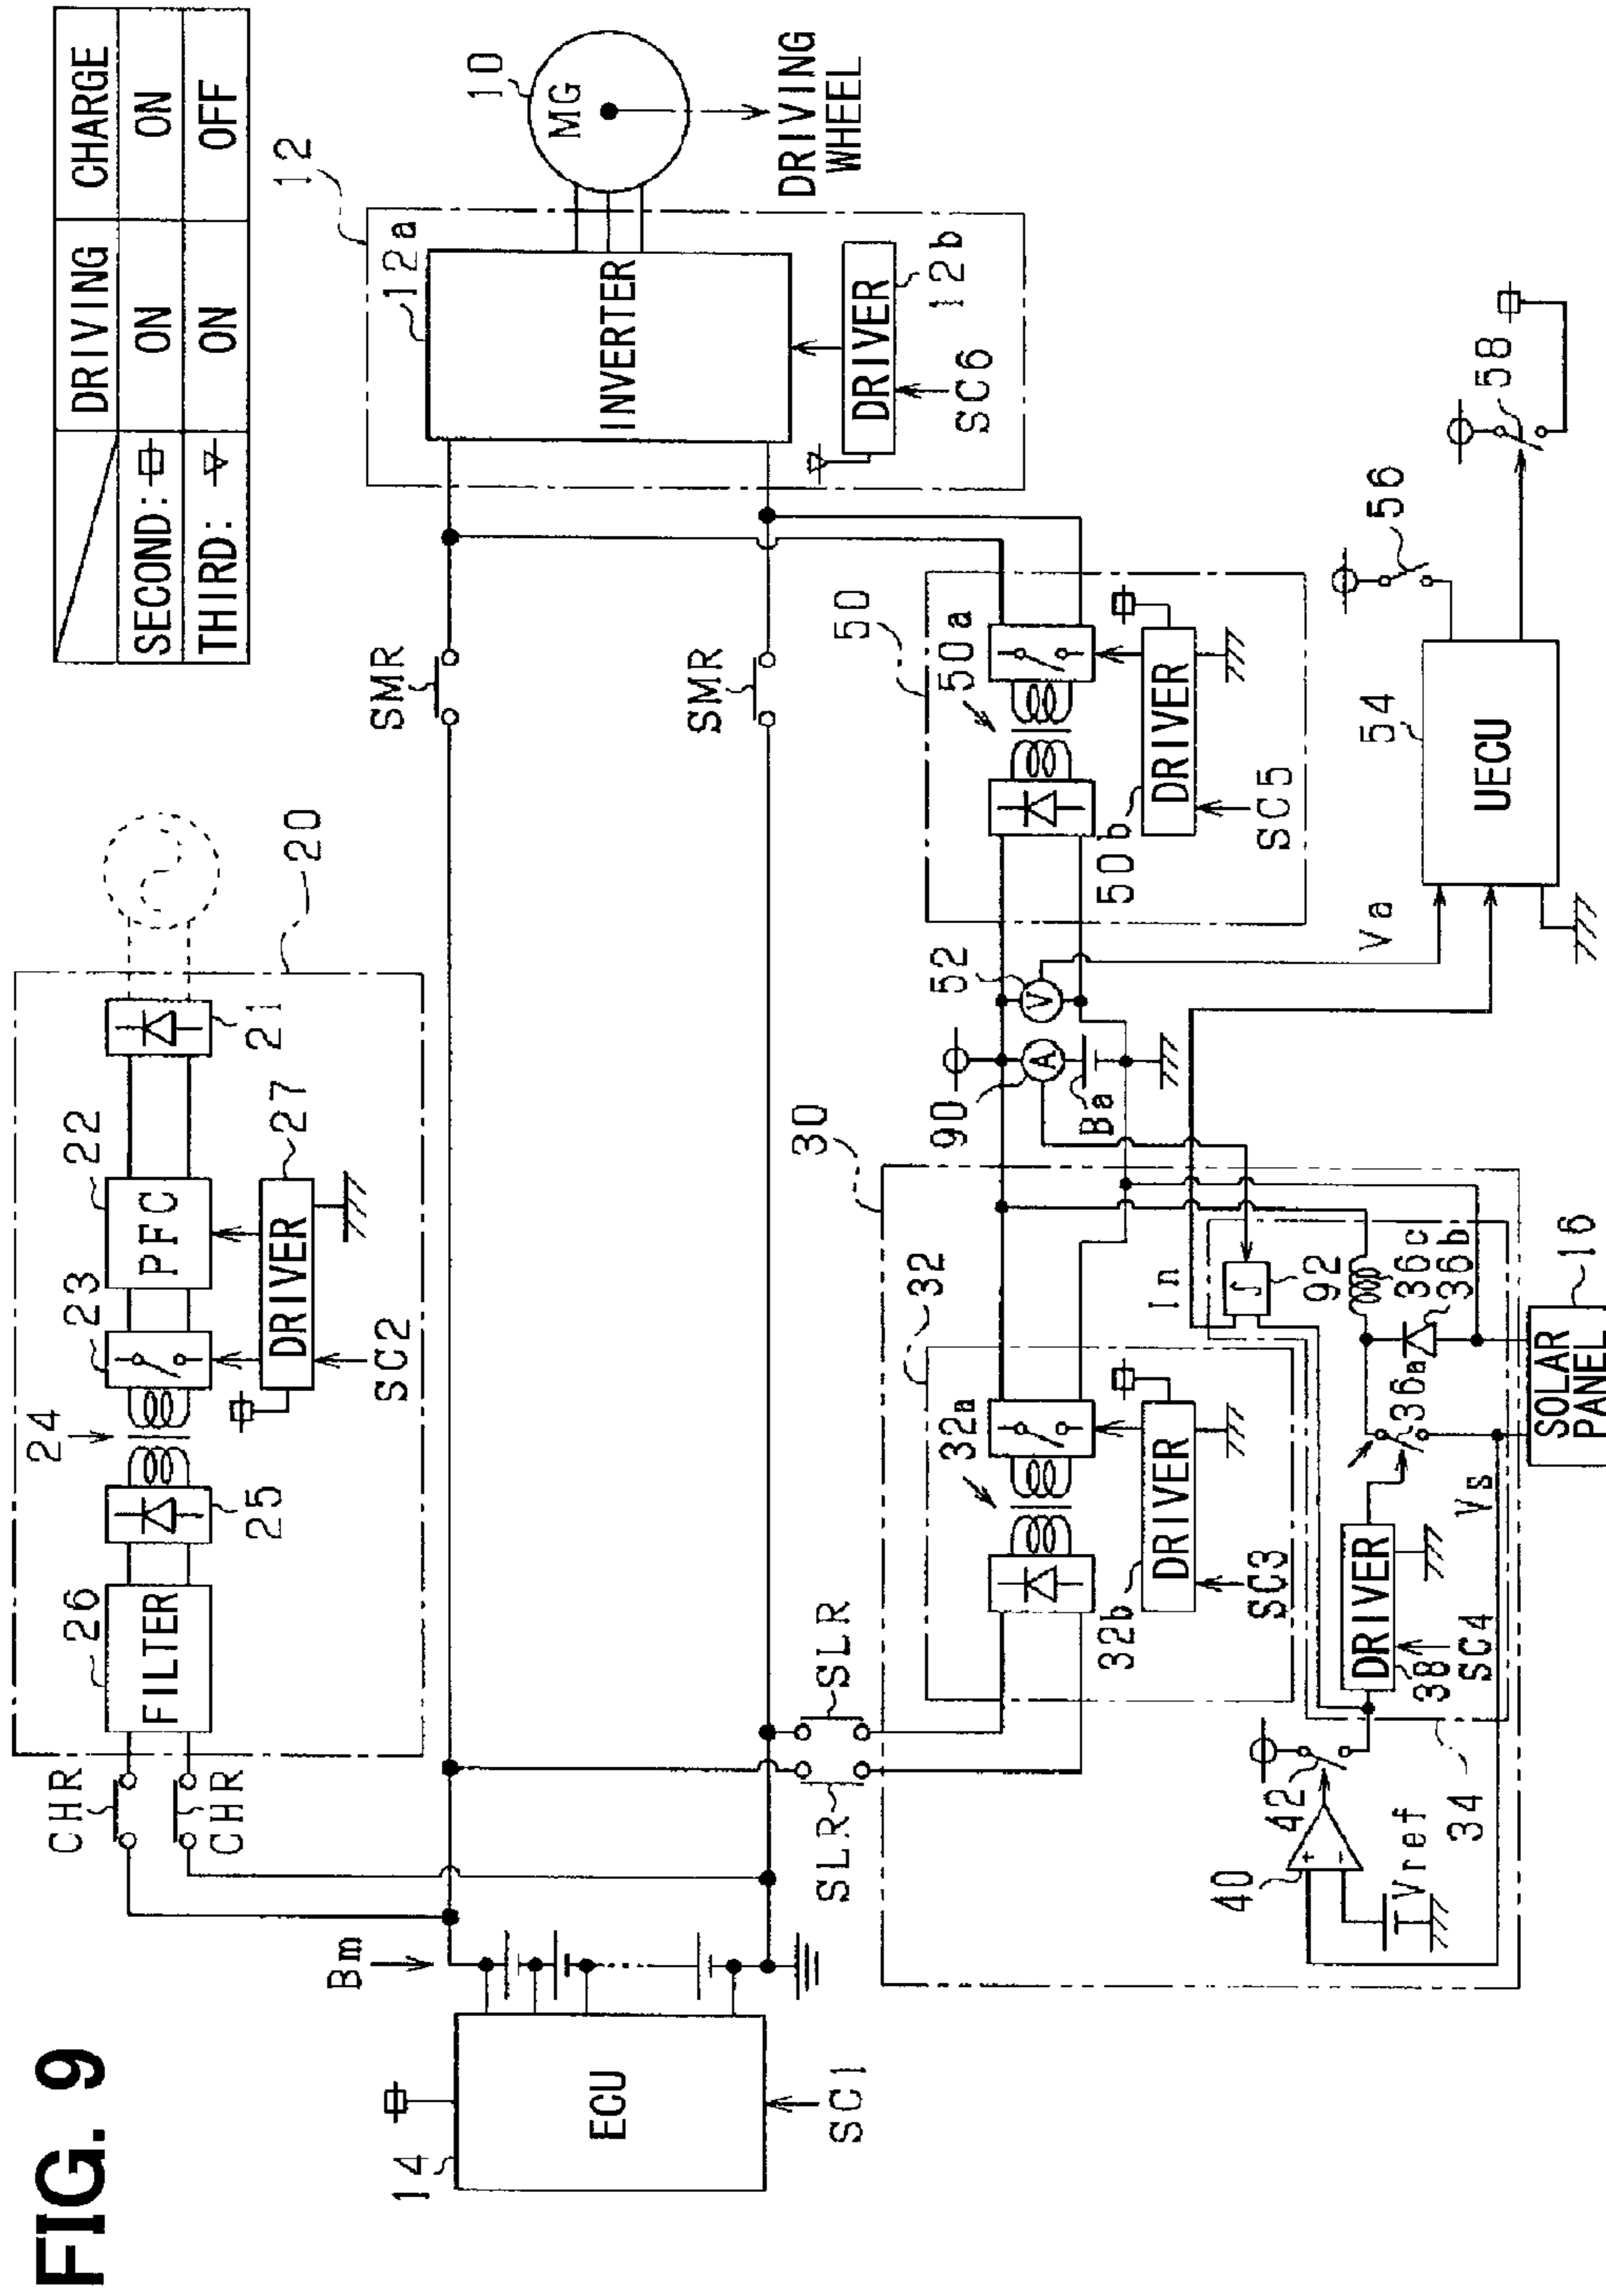 FIG. 9
DRIVING CHARGE
SECOND: ON ON
THIRD: ON OFF
20
CHR
CHR
26
FILTER
25
24
23
22
PFC
21
27
DRIVER
SC2
Bm
14
ECU
SC1
SMR
SMR
12
12a
INVERTER
DRIVER
12b
SC6
10
MG
DRIVING
WHEEL
SLR
SLR
30
32
32a
32b
DRIVER
SC3
90
A
Ba
52
V
50
50a
50b
DRIVER
SC5
Va
In
92
54
UECU
56
58
40
+
−
42
Vref
34
38
DRIVER
SC4
Vs
36a
36c
36b
∫
SOLAR
PANEL
16